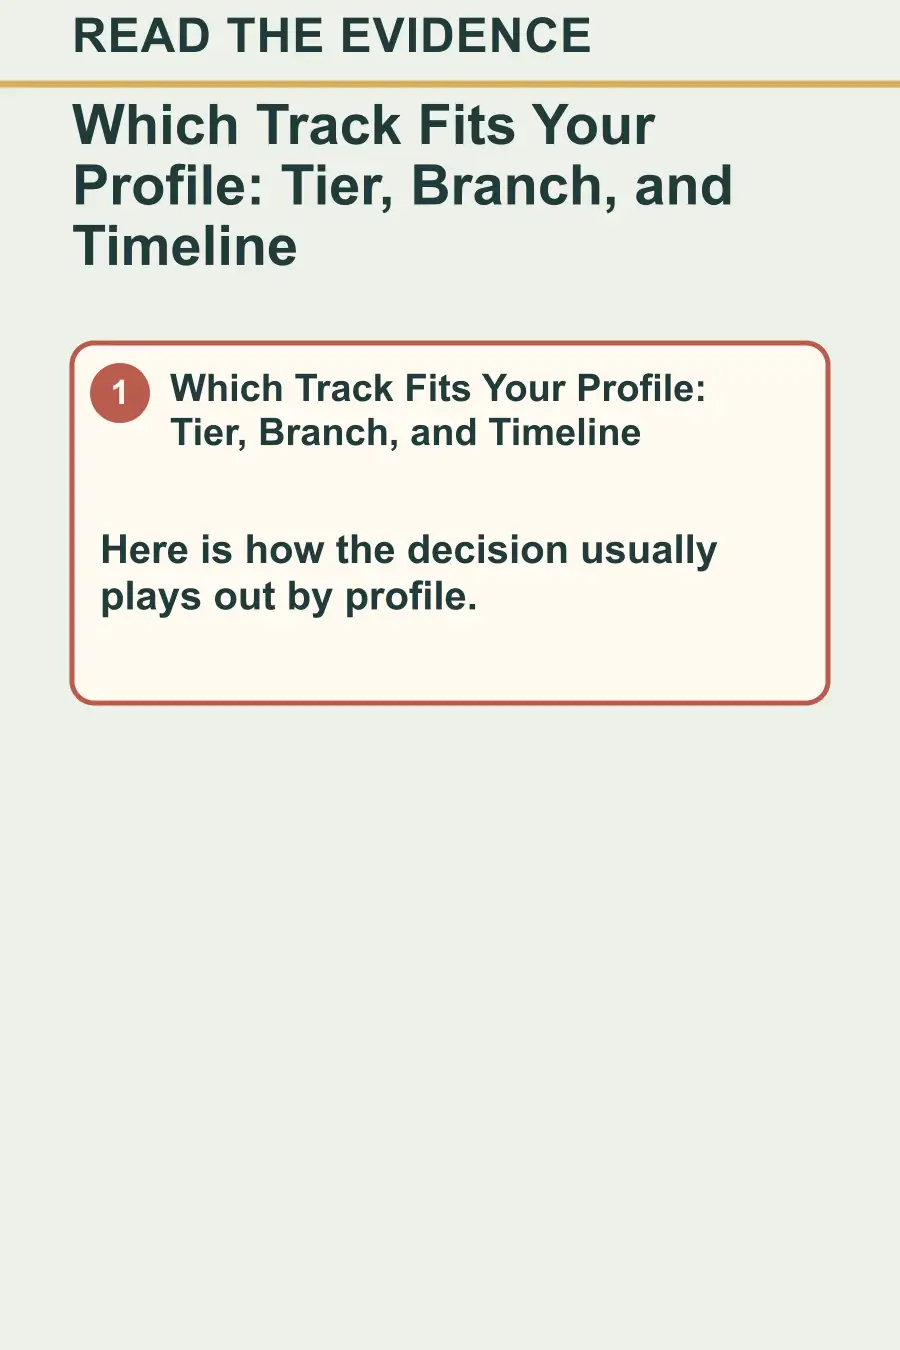 READ THE EVIDENCE
Which Track Fits Your
Profile: Tier, Branch, and
Timeline
1
Which Track Fits Your Profile:
Tier, Branch, and Timeline
Here is how the decision usually
plays out by profile.